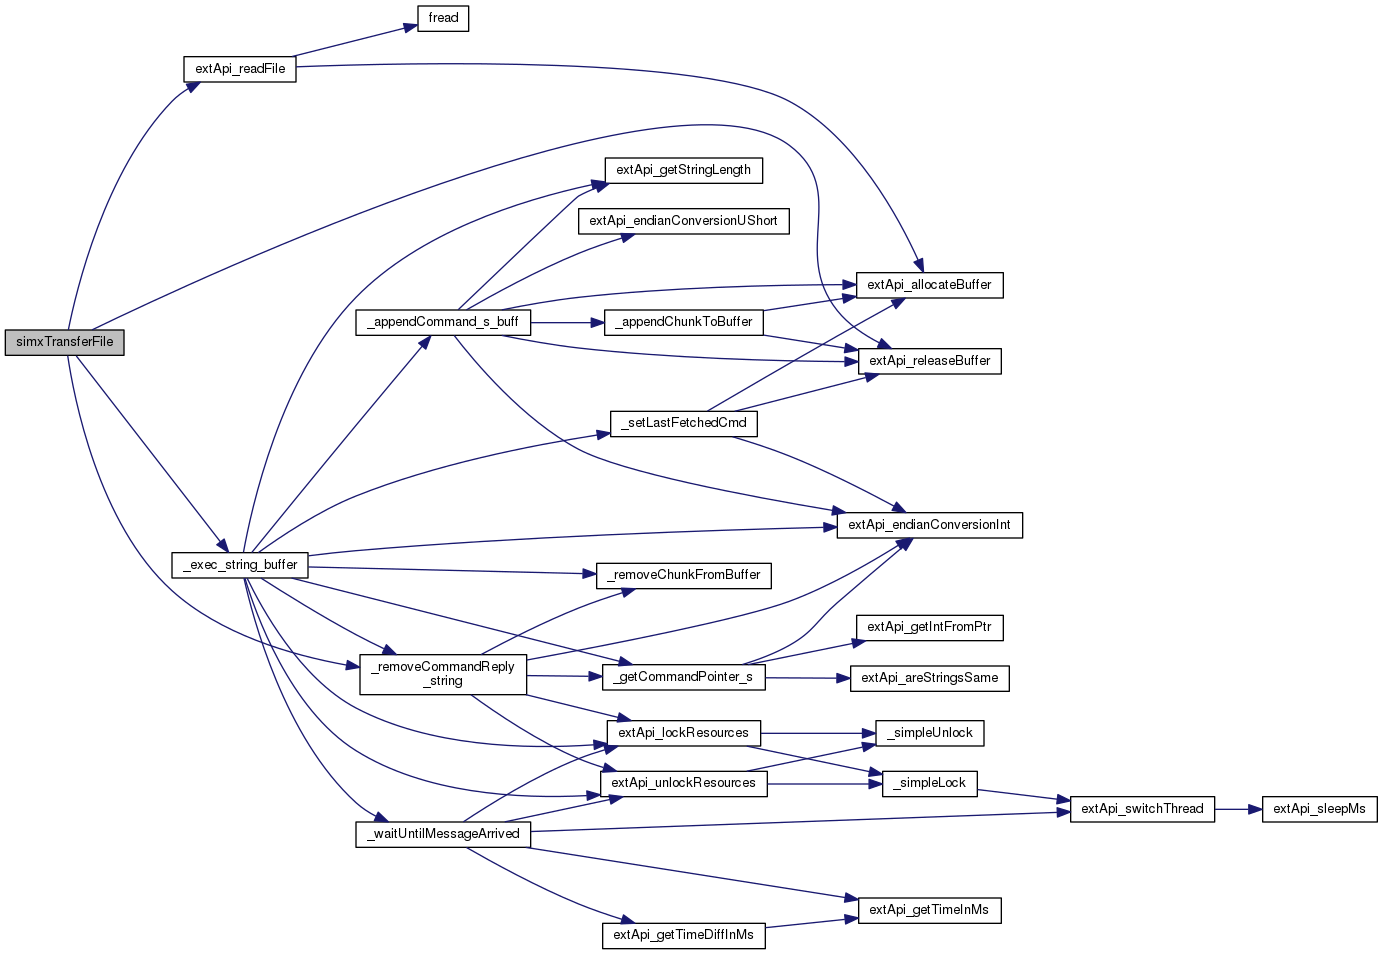 fread
extApi_readFile
extApi_getStringLength
extApi_endianConversionUShort
extApi_allocateBuffer
_appendCommand_s_buff
_appendChunkToBuffer
simxTransferFile
extApi_releaseBuffer
_setLastFetchedCmd
extApi_endianConversionInt
_exec_string_buffer
_removeChunkFromBuffer
extApi_getIntFromPtr
_removeCommandReply
_string
_getCommandPointer_s
extApi_areStringsSame
extApi_lockResources
_simpleUnlock
extApi_unlockResources
_simpleLock
extApi_switchThread
extApi_sleepMs
_waitUntilMessageArrived
extApi_getTimeInMs
extApi_getTimeDiffInMs